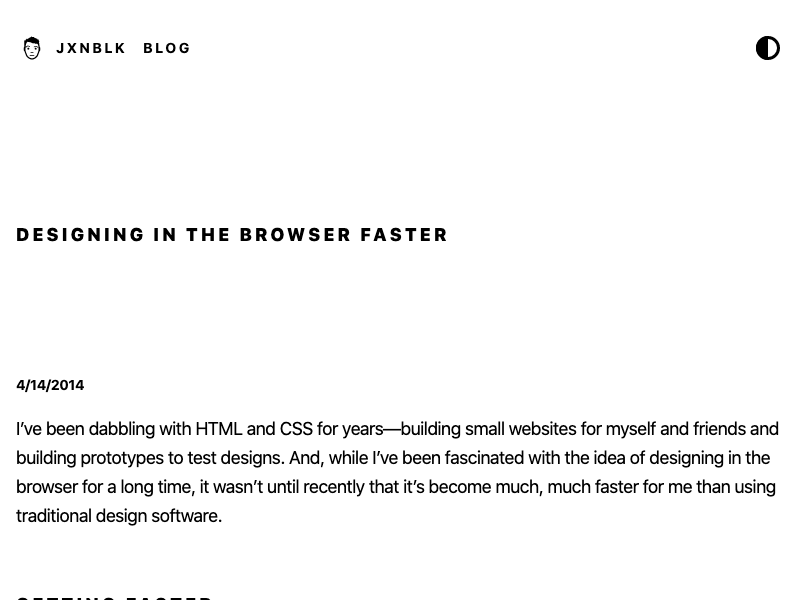 JXNBLK BLOG
DESIGNING IN THE BROWSER FASTER
4/14/2014
I’ve been dabbling with HTML and CSS for years—building small websites for myself and friends and
building prototypes to test designs. And, while I’ve been fascinated with the idea of designing in the
browser for a long time, it wasn’t until recently that it’s become much, much faster for me than using
traditional design software.
GETTING FASTER